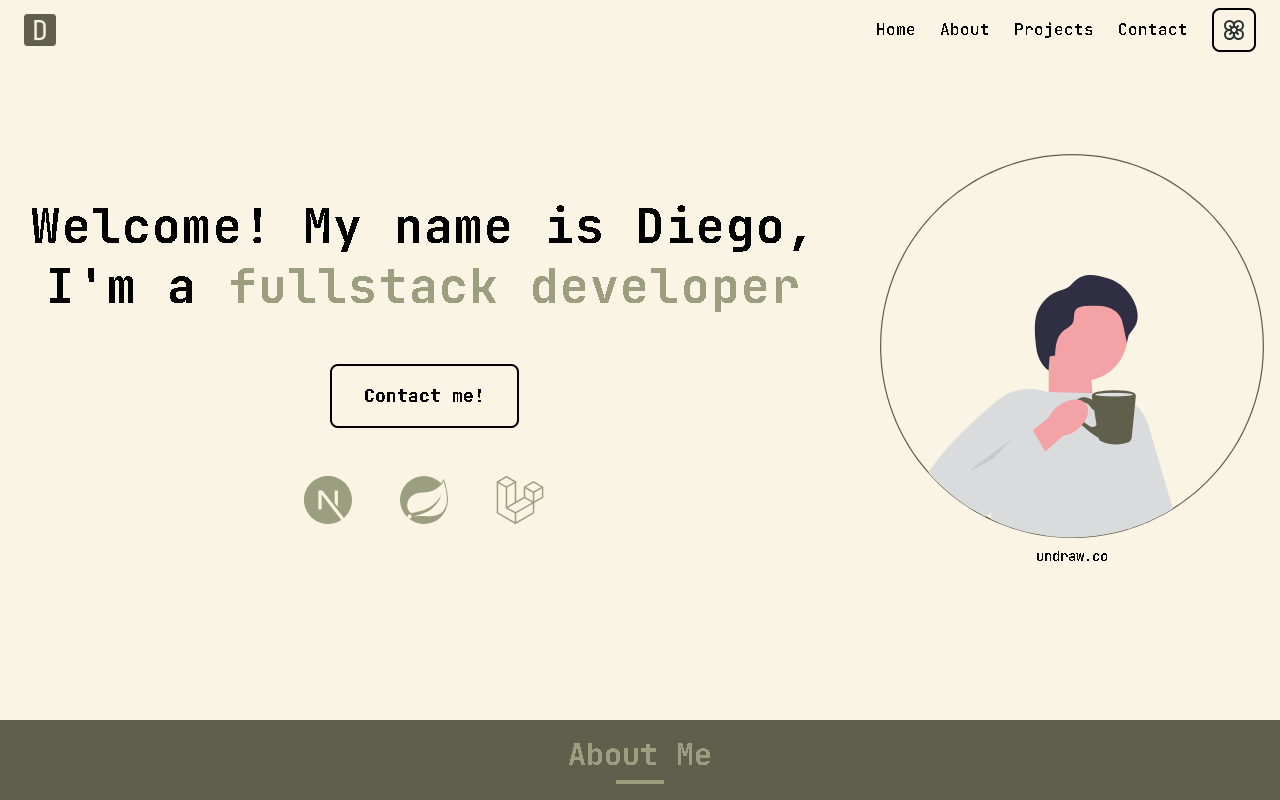 D
Home About Projects Contact
Welcome! My name is Diego,
I'm a fullstack developer
Contact me!
N
undraw.co
About Me